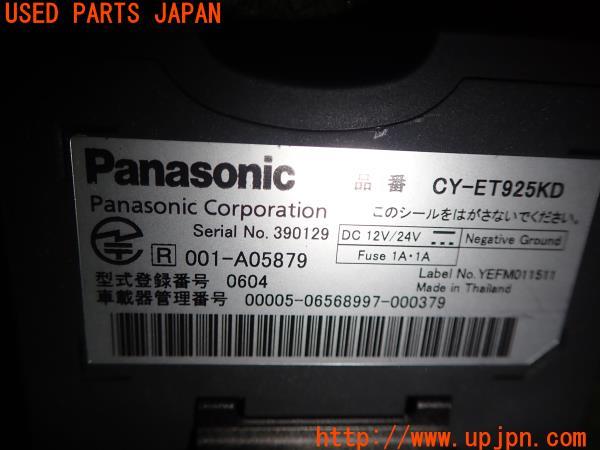 USED PARTS JAPAN
Panasonic
品番 CY-ET925KD
Panasonic Corporation
このシールをはがさないでください。
Serial No. 390129
DC 12V/24V
Negative Ground
Fuse 1A・1A
R 001-A05879
Label No. YEFM011511
Made in Thailand
型式登録番号 0604
車載器管理番号 00005-06568997-000379
JAPAN http://www.upjpn.com